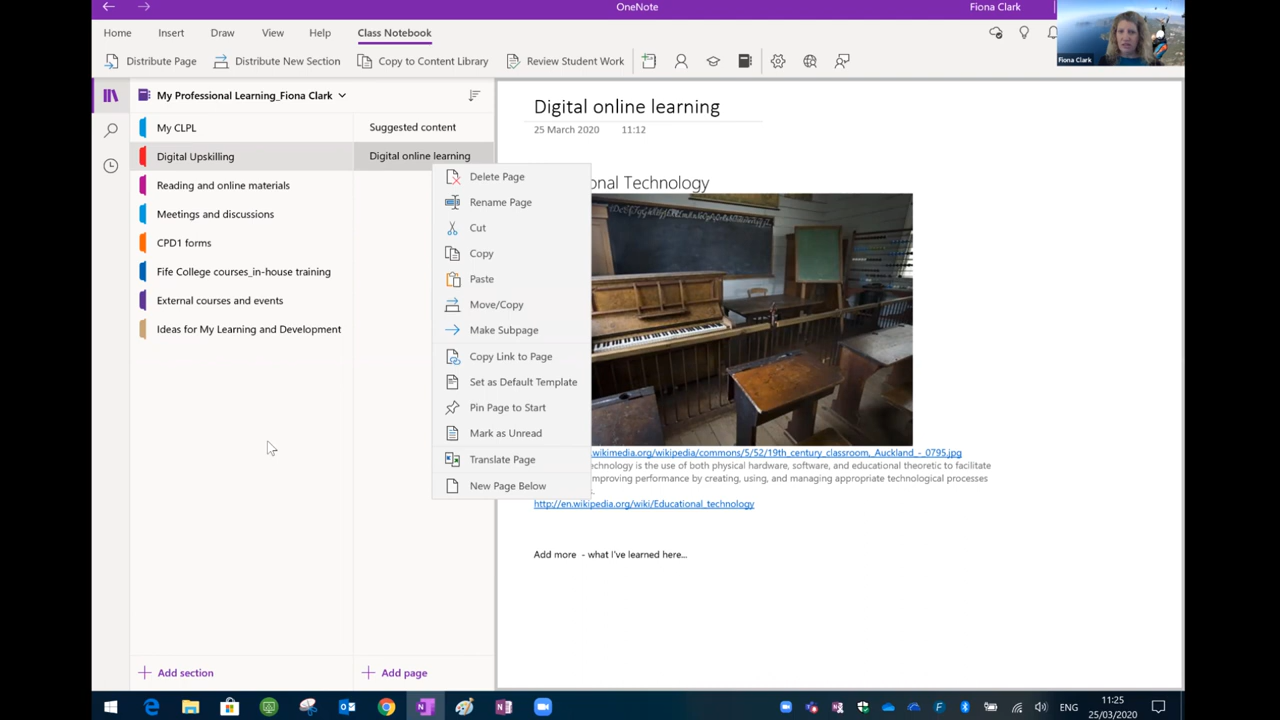 OneNote
Fiona Clark
Home Insert Draw View Help Class Notebook
Fiona Clark
Distribute Page Distribute New Section Copy to Content Library Review Student Work
My Professional Learning_Fiona Clark
My CLPL
Digital Upskilling
Reading and online materials
Meetings and discussions
CPD1 forms
Fife College courses_in-house training
External courses and events
Ideas for My Learning and Development
Add section
Suggested content
Digital online learning
Add page
Delete Page
Rename Page
Cut
Copy
Paste
Move/Copy
Make Subpage
Copy Link to Page
Set as Default Template
Pin Page to Start
Mark as Unread
Translate Page
New Page Below
Digital online learning
25 March 2020 11:12
onal Technology
.wikimedia.org/wikipedia/commons/5/52/19th_century_classroom,_Auckland_-_0795.jpg
echnology is the use of both physical hardware, software, and educational theoretic to facilitate
mproving performance by creating, using, and managing appropriate technological processes
http://en.wikipedia.org/wiki/Educational_technology
Add more - what I've learned here...
ENG
11:25
25/03/2020